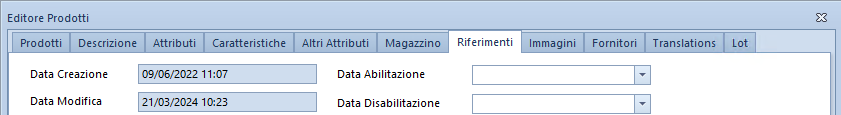 Editore Prodotti
Prodotti Descrizione Attributi Caratteristiche Altri Attributi Magazzino Riferimenti Immagini Fornitori Translations Lot
Data Creazione 09/06/2022 11:07 Data Abilitazione
Data Modifica 21/03/2024 10:23 Data Disabilitazione